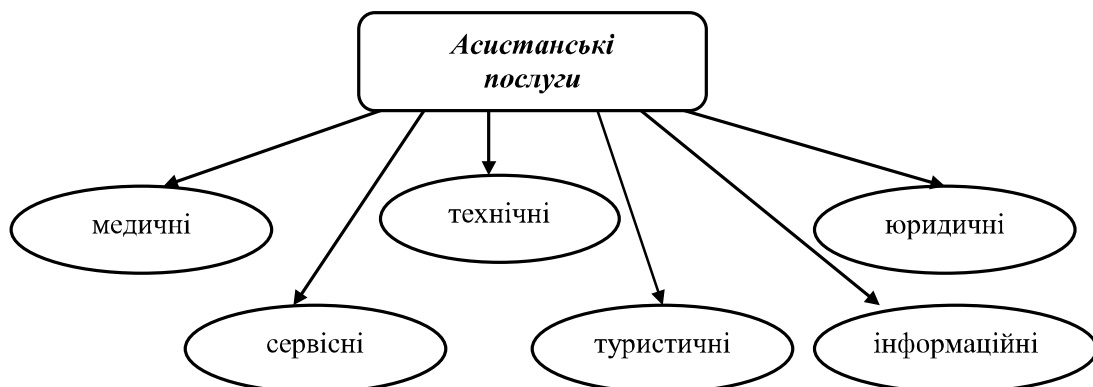 Асистанські
послуги
медичні
технічні
юридичні
сервісні
туристичні
інформаційні